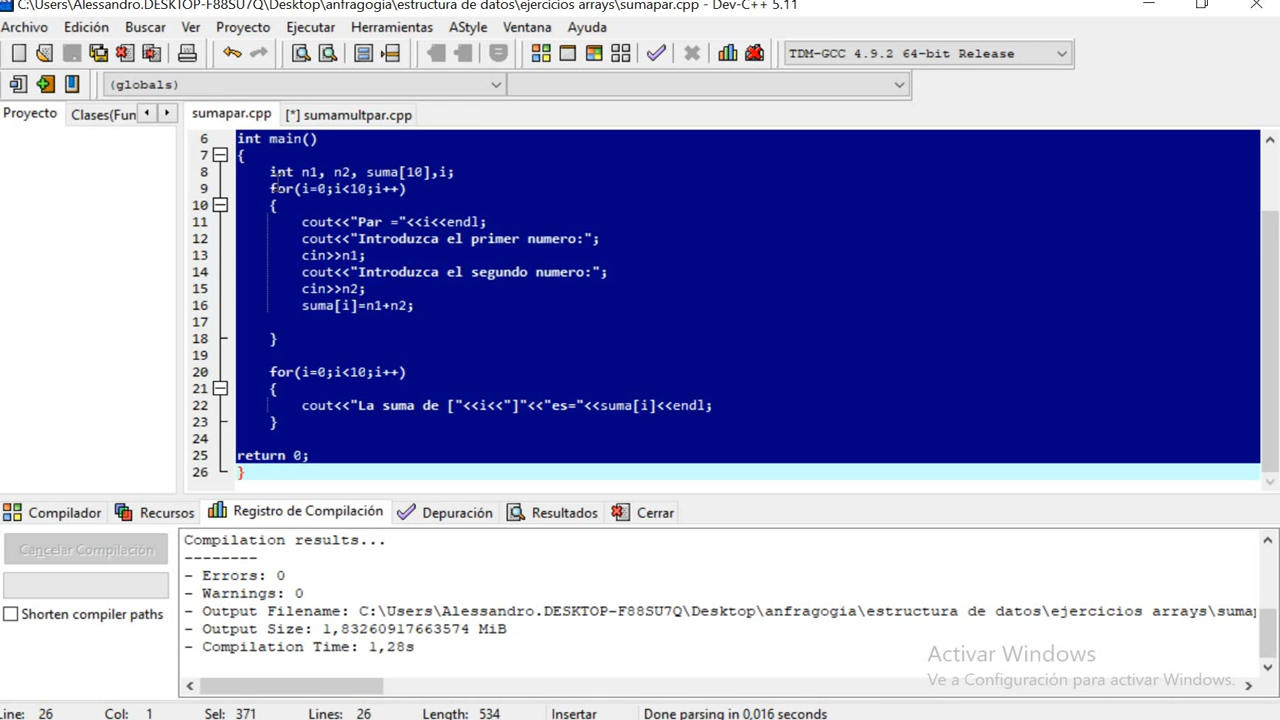 C:\Users\Alessandro.DESKTOP-F88SU7Q\Desktop\anfragogia\estructura de datos\ejercicios arrays\sumapar.cpp - Dev-C++ 5.11
Archivo Edición Buscar Ver Proyecto Ejecutar Herramientas AStyle Ventana Ayuda
TDM-GCC 4.9.2 64-bit Release
(globals)
Proyecto Clases(Fun sumapar.cpp [*] sumamultpar.cpp
6 int main()
7 {
8 int n1, n2, suma[10],i;
9 for(i=0;i<10;i++)
10 {
11 cout<<"Par ="<<i<<endl;
12 cout<<"Introduzca el primer numero:";
13 cin>>n1;
14 cout<<"Introduzca el segundo numero:";
15 cin>>n2;
16 suma[i]=n1+n2;
17
18 }
19
20 for(i=0;i<10;i++)
21 {
22 cout<<"La suma de ["<<i<<"]"<<"es="<<suma[i]<<endl;
23 }
24
25 return 0;
26 }
Compilador Recursos Registro de Compilación Depuración Resultados Cerrar
Cancelar Compilación
Shorten compiler paths
Compilation results...
--------
- Errors: 0
- Warnings: 0
- Output Filename: C:\Users\Alessandro.DESKTOP-F88SU7Q\Desktop\anfragogia\estructura de datos\ejercicios arrays\sumap
- Output Size: 1,83260917663574 MiB
- Compilation Time: 1,28s
Activar Windows
Ve a Configuración para activar Windows.
Line: 26 Col: 1 Sel: 371 Lines: 26 Length: 534 Insertar Done parsing in 0,016 seconds